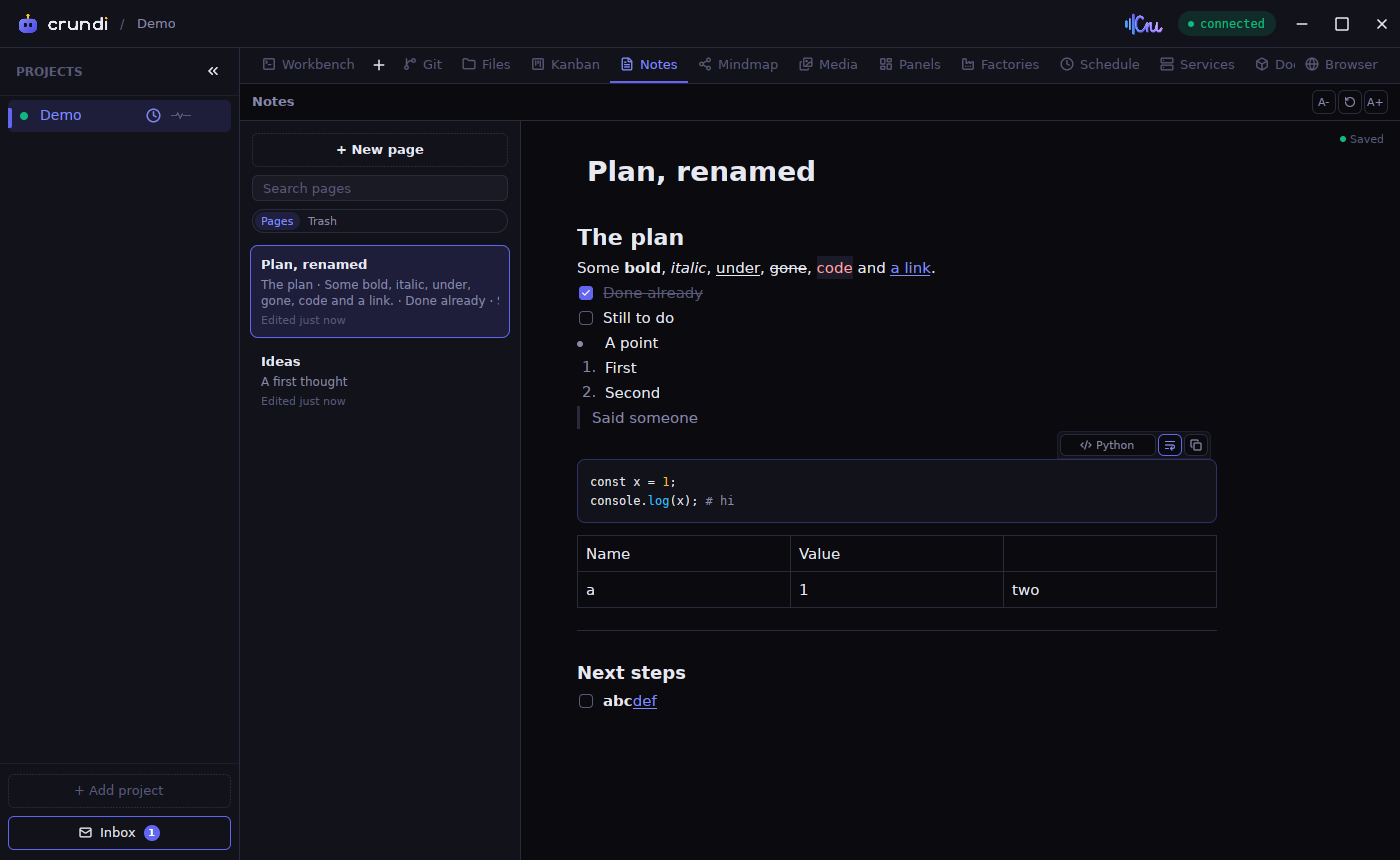 crundi / Demo
Cru
connected
PROJECTS
Workbench
Git
Files
Kanban
Notes
Mindmap
Media
Panels
Factories
Schedule
Services
Doc
Browser
Demo
Notes
A-
A+
+ New page
Search pages
Pages Trash
Plan, renamed
The plan · Some bold, italic, under,
gone, code and a link. · Done already ·
Edited just now
Ideas
A first thought
Edited just now
Saved
Plan, renamed
The plan
Some bold, italic, under, gone, code and a link.
Done already
Still to do
A point
1. First
2. Second
Said someone
</> Python
const x = 1;
console.log(x); # hi
Name Value
a 1 two
Next steps
abcdef
+ Add project
Inbox 1